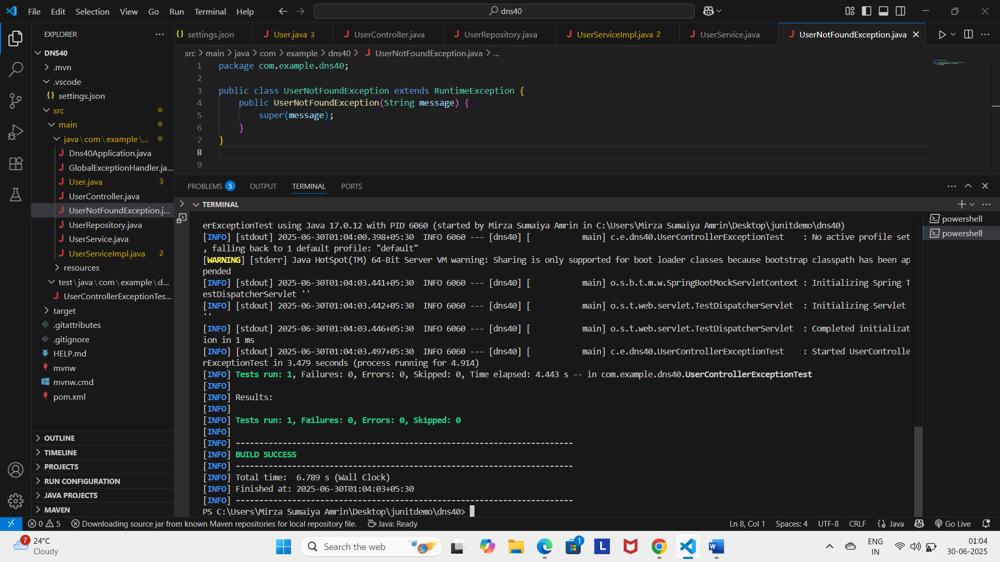 File Edit Selection View Go Run Terminal Help
dns40
EXPLORER
settings.json
User.java 3
UserController.java
UserRepository.java
UserServiceImpl.java 2
UserService.java
UserNotFoundException.java
DNS40
.mvn
.vscode
settings.json
src
main
java\com\example\...
Dns40Application.java
GlobalExceptionHandler.ja...
User.java 3
UserController.java
UserNotFoundException.j...
UserRepository.java
UserService.java
UserServiceImpl.java 2
resources
test\java\com\example\d...
UserControllerExceptionTes...
target
.gitattributes
.gitignore
HELP.md
mvnw
mvnw.cmd
pom.xml
OUTLINE
TIMELINE
PROJECTS
RUN CONFIGURATION
JAVA PROJECTS
MAVEN
src > main > java > com > example > dns40 > UserNotFoundException.java > ...
1 package com.example.dns40;
2
3 public class UserNotFoundException extends RuntimeException {
4 public UserNotFoundException(String message) {
5 super(message);
6 }
7 }
8
9
PROBLEMS 5 OUTPUT TERMINAL PORTS
TERMINAL
powershell
powershell
erExceptionTest using Java 17.0.12 with PID 6060 (started by Mirza Sumaiya Amrin in C:\Users\Mirza Sumaiya Amrin\Desktop\junitdemo\dns40)
[INFO] [stdout] 2025-06-30T01:04:00.398+05:30  INFO 6060 --- [dns40] [           main] c.e.dns40.UserControllerExceptionTest    : No active profile set
, falling back to 1 default profile: "default"
[WARNING] [stderr] Java HotSpot(TM) 64-Bit Server VM warning: Sharing is only supported for boot loader classes because bootstrap classpath has been ap
pended
[INFO] [stdout] 2025-06-30T01:04:03.441+05:30  INFO 6060 --- [dns40] [           main] o.s.b.t.m.w.SpringBootMockServletContext : Initializing Spring T
estDispatcherServlet ''
[INFO] [stdout] 2025-06-30T01:04:03.442+05:30  INFO 6060 --- [dns40] [           main] o.s.t.web.servlet.TestDispatcherServlet  : Initializing Servlet
''
[INFO] [stdout] 2025-06-30T01:04:03.446+05:30  INFO 6060 --- [dns40] [           main] o.s.t.web.servlet.TestDispatcherServlet  : Completed initializat
ion in 1 ms
[INFO] [stdout] 2025-06-30T01:04:03.497+05:30  INFO 6060 --- [dns40] [           main] c.e.dns40.UserControllerExceptionTest    : Started UserControlle
rExceptionTest in 3.479 seconds (process running for 4.914)
[INFO] Tests run: 1, Failures: 0, Errors: 0, Skipped: 0, Time elapsed: 4.443 s -- in com.example.dns40.UserControllerExceptionTest
[INFO]
[INFO] Results:
[INFO]
[INFO] Tests run: 1, Failures: 0, Errors: 0, Skipped: 0
[INFO]
[INFO] ------------------------------------------------------------------------
[INFO] BUILD SUCCESS
[INFO] ------------------------------------------------------------------------
[INFO] Total time:  6.789 s (Wall Clock)
[INFO] Finished at: 2025-06-30T01:04:03+05:30
[INFO] ------------------------------------------------------------------------
PS C:\Users\Mirza Sumaiya Amrin\Desktop\junitdemo\dns40>
0 5 Downloading source jar from known Maven repositories for local repository file. Java: Ready
Ln 8, Col 1 Spaces: 4 UTF-8 CRLF {} Java Go Live
7
24°C
Cloudy
Search the web
1
L
W
ENG
IN
01:04
30-06-2025